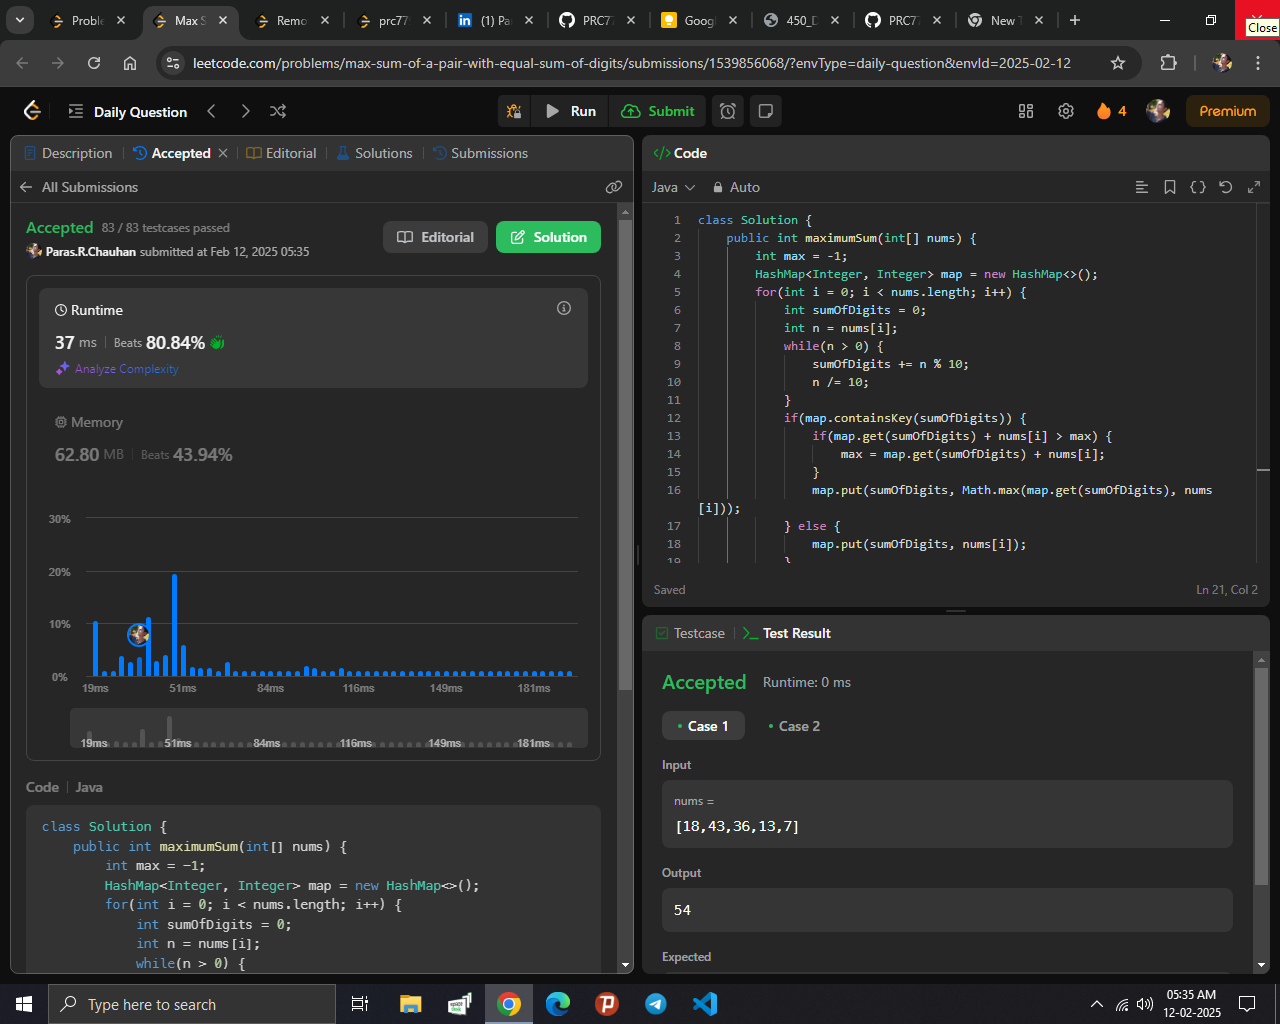 Proble
Max S
Remo
prc77
(1) Pa
PRC7
Googl
450_D
PRC7
New T
Close
leetcode.com/problems/max-sum-of-a-pair-with-equal-sum-of-digits/submissions/1539856068/?envType=daily-question&envId=2025-02-12
Daily Question
Run
Submit
4
Premium
Description
Accepted
Editorial
Solutions
Submissions
All Submissions
Accepted 83 / 83 testcases passed
Paras.R.Chauhan submitted at Feb 12, 2025 05:35
Editorial
Solution
Runtime
37 ms | Beats 80.84%
Analyze Complexity
Memory
62.80 MB | Beats 43.94%
30%
20%
10%
0%
19ms 51ms 84ms 116ms 149ms 181ms
19ms 51ms 84ms 116ms 149ms 181ms
Code | Java
class Solution {
public int maximumSum(int[] nums) {
int max = -1;
HashMap<Integer, Integer> map = new HashMap<>();
for(int i = 0; i < nums.length; i++) {
int sumOfDigits = 0;
int n = nums[i];
while(n > 0) {
</> Code
Java
Auto
1 class Solution {
2 public int maximumSum(int[] nums) {
3 int max = -1;
4 HashMap<Integer, Integer> map = new HashMap<>();
5 for(int i = 0; i < nums.length; i++) {
6 int sumOfDigits = 0;
7 int n = nums[i];
8 while(n > 0) {
9 sumOfDigits += n % 10;
10 n /= 10;
11 }
12 if(map.containsKey(sumOfDigits)) {
13 if(map.get(sumOfDigits) + nums[i] > max) {
14 max = map.get(sumOfDigits) + nums[i];
15 }
16 map.put(sumOfDigits, Math.max(map.get(sumOfDigits), nums
[i]));
17 } else {
18 map.put(sumOfDigits, nums[i]);
19 }
Saved
Ln 21, Col 2
Testcase
Test Result
Accepted Runtime: 0 ms
Case 1
Case 2
Input
nums =
[18,43,36,13,7]
Output
54
Expected
Type here to search
05:35 AM
12-02-2025